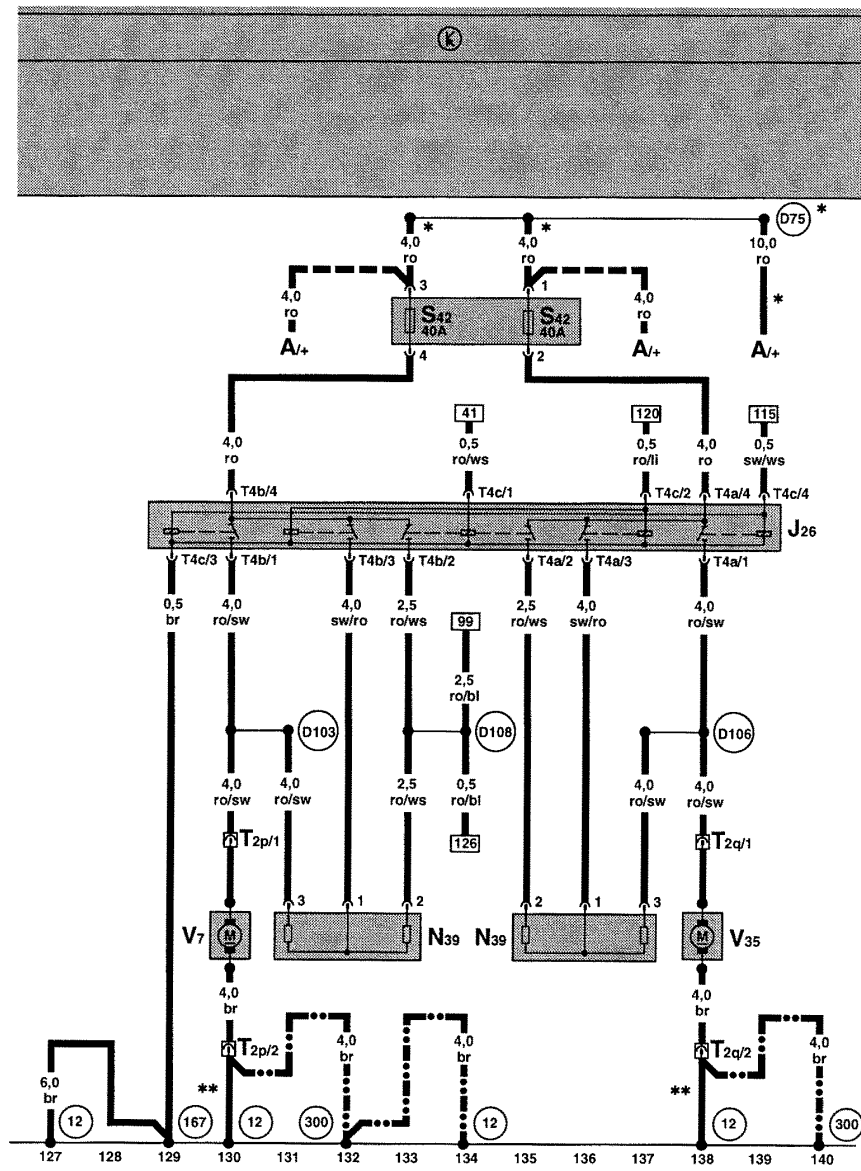 k
D75 *
4,0 ro *
4,0 ro *
10,0 ro *
4,0 ro
3
1
4,0 ro
S42 40A
S42 40A
A/+
A/+
A/+
4
2
41
120
115
4,0 ro
0,5 ro/ws
0,5 ro/li
4,0 ro
0,5 sw/ws
T4b/4
T4c/1
T4c/2
T4a/4
T4c/4
J26
T4c/3
T4b/1
T4b/3
T4b/2
T4a/2
T4a/3
T4a/1
0,5 br
4,0 ro/sw
4,0 sw/ro
2,5 ro/ws
99
2,5 ro/ws
4,0 sw/ro
4,0 ro/sw
2,5 ro/bl
D103
D108
D106
4,0 ro/sw
4,0 ro/sw
2,5 ro/ws
0,5 ro/bl
4,0 ro/sw
4,0 ro/sw
T2p/1
126
T2q/1
3
1
2
2
1
3
V7
M
N39
N39
M
V35
4,0 br
4,0 br
T2p/2
4,0 br
4,0 br
T2q/2
4,0 br
6,0 br
**
**
12
167
12
300
12
12
300
127 128 129 130 131 132 133 134 135 136 137 138 139 140